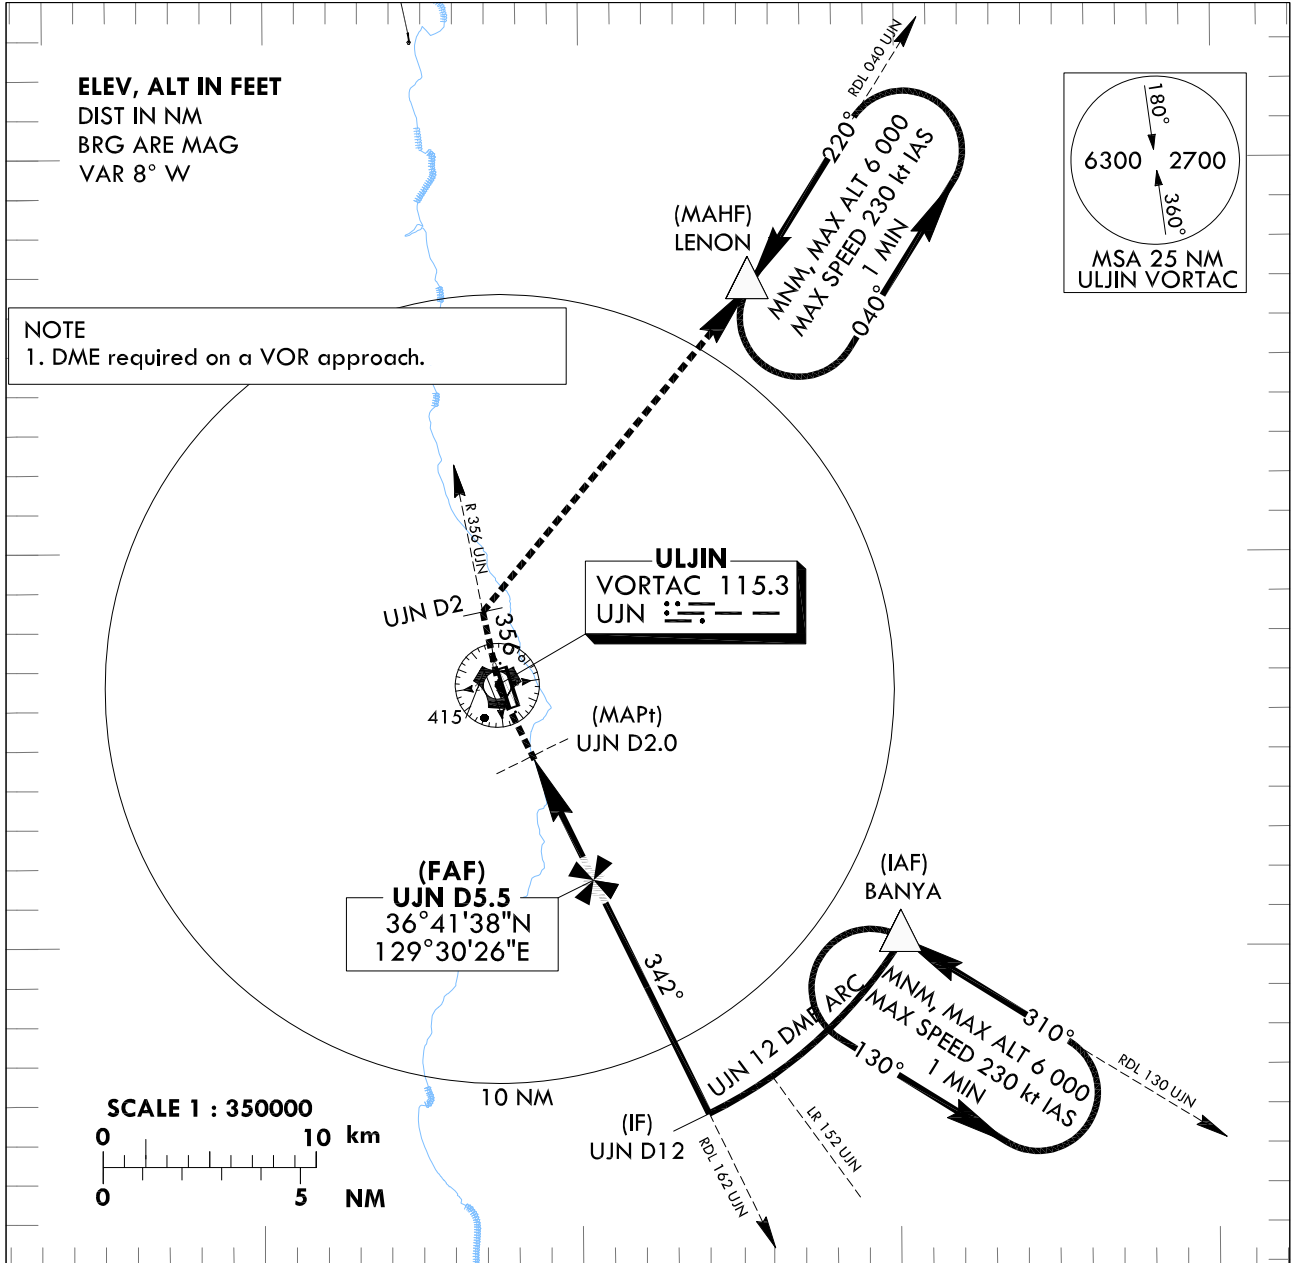 ELEV, ALT IN FEET
DIST IN NM
BRG ARE MAG
VAR 8° W
RDL 040 UJN
220°
MNM, MAX ALT 6 000
MAX SPEED 230 kt IAS
1 MIN
040°
(MAHF)
LENON
180°
6300 2700
360°
MSA 25 NM
ULJIN VORTAC
NOTE
1. DME required on a VOR approach.
R 356 UJN
UJN D2
356°
ULJIN
VORTAC 115.3
UJN
415
(MAPt)
UJN D2.0
(FAF)
UJN D5.5
36°41'38"N
129°30'26"E
342°
(IAF)
BANYA
UJN 12 DME ARC
MNM, MAX ALT 6 000
MAX SPEED 230 kt IAS
1 MIN
310°
130°
RDL 130 UJN
10 NM
(IF)
UJN D12
RDL 162 UJN
LR 152 UJN
SCALE 1 : 350000
0 10 km
0 5 NM